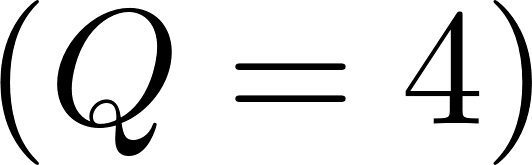 (Q = 4)